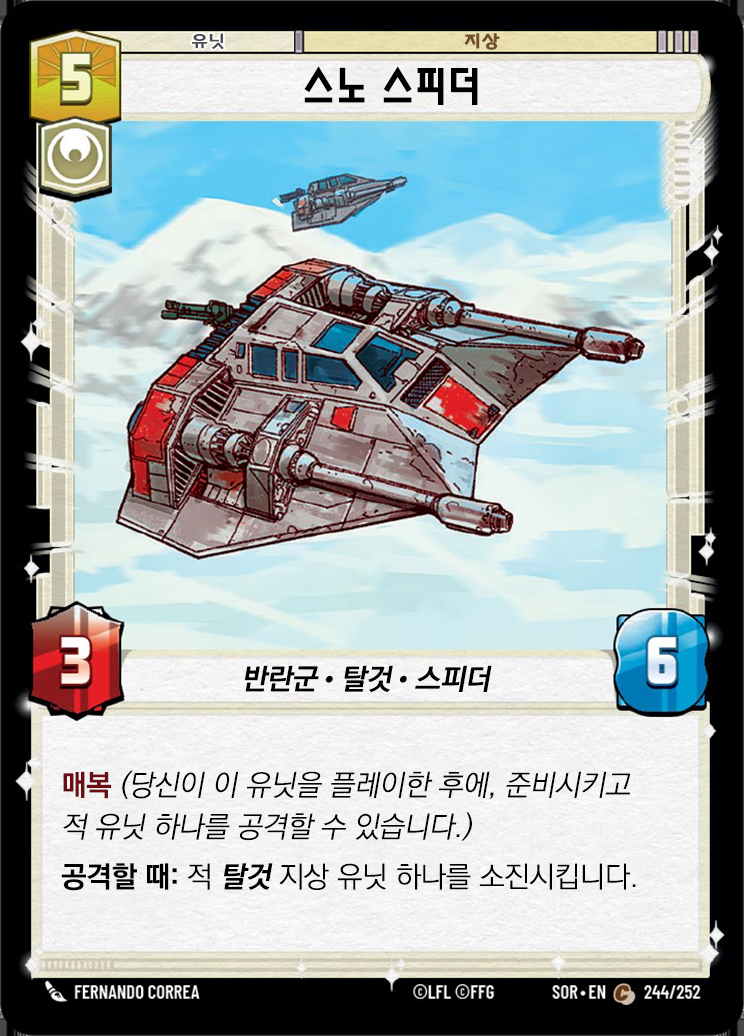 유닛
지상
5
스노 스피더
3
반란군 • 탈것 • 스피더
6
매복 (당신이 이 유닛을 플레이한 후에, 준비시키고
적 유닛 하나를 공격할 수 있습니다.)
공격할 때: 적 탈것 지상 유닛 하나를 소진시킵니다.
FERNANDO CORREA
©LFL ©FFG
SOR • EN C 244/252